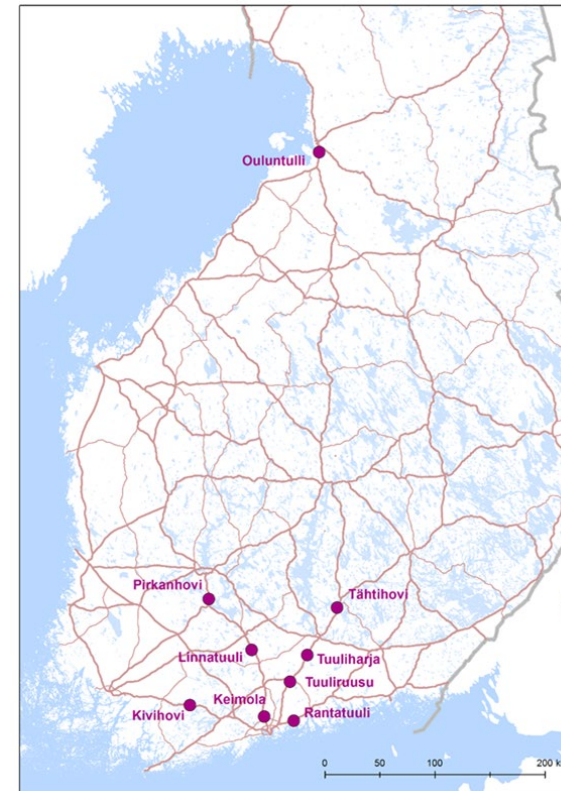 Ouluntulli
Pirkanhovi
Tähtihovi
Linnatuuli
Tuuliharja
Tuuliruusu
Keimola
Kivihovi
Rantatuuli
0 50 100 200 k